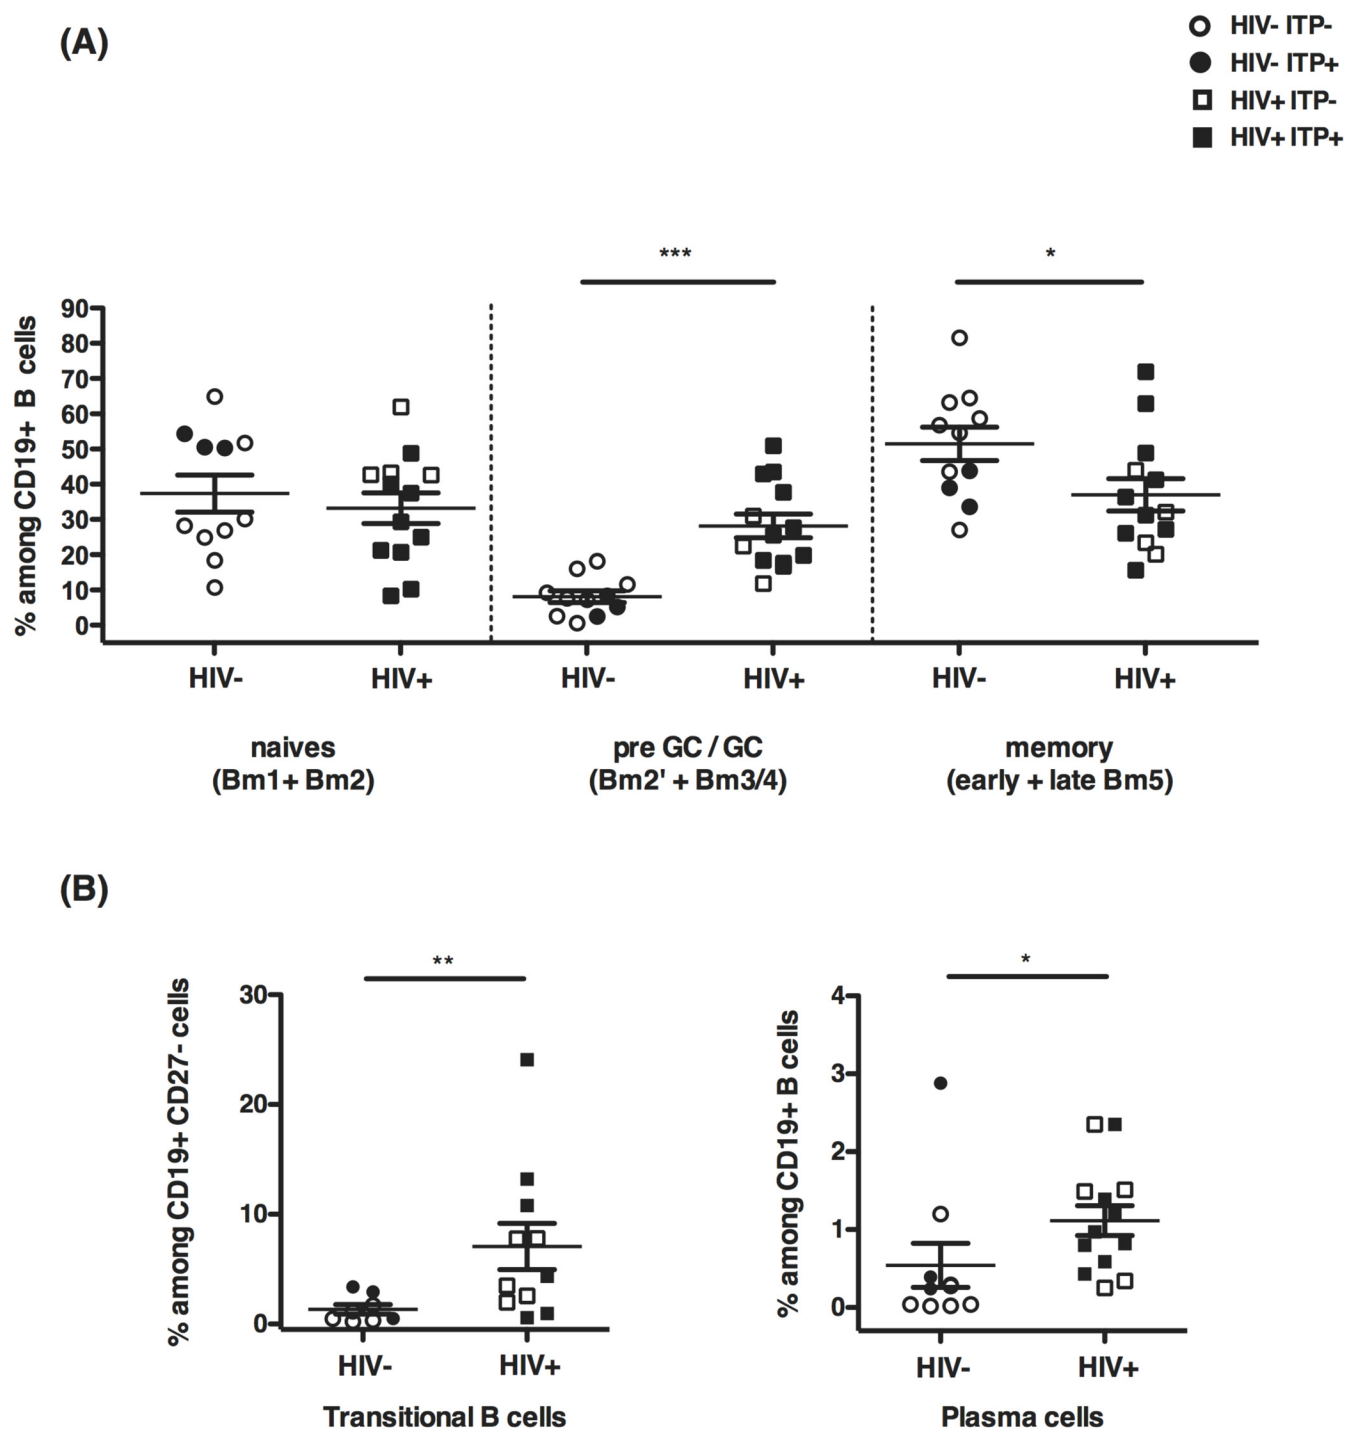 (A)
HIV- ITP-
HIV- ITP+
HIV+ ITP-
HIV+ ITP+
% among CD19+ B cells
90
80
70
60
50
40
30
20
10
0
***
*
HIV-
HIV+
HIV-
HIV+
HIV-
HIV+
naives
(Bm1+ Bm2)
pre GC / GC
(Bm2' + Bm3/4)
memory
(early + late Bm5)
(B)
% among CD19+ CD27- cells
30
20
10
0
**
HIV-
HIV+
Transitional B cells
% among CD19+ B cells
4
3
2
1
0
*
HIV-
HIV+
Plasma cells